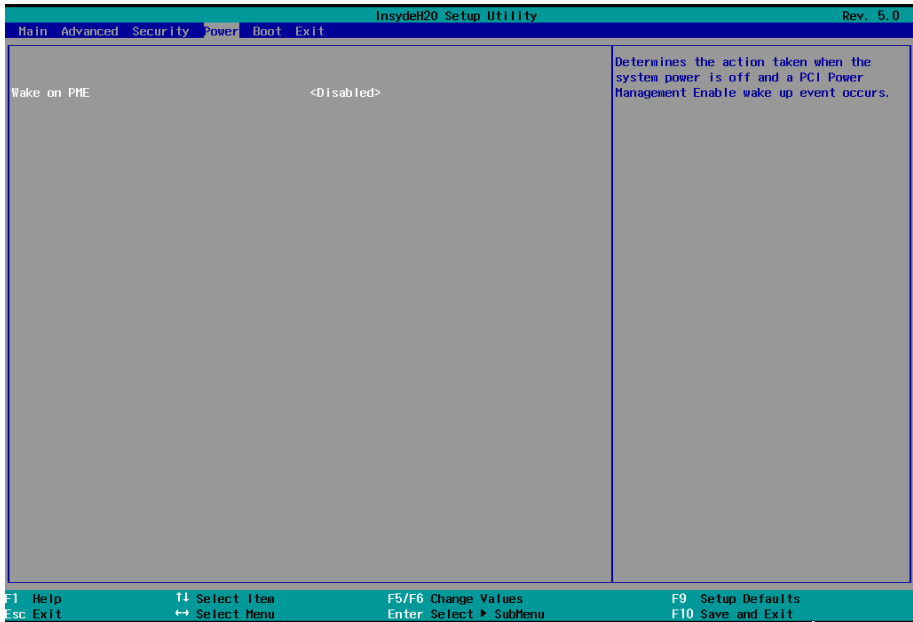 InsydeH20 Setup Utility Rev. 5.0
Main Advanced Security Power Boot Exit
Determines the action taken when the
system power is off and a PCI Power
Wake on PME <Disabled> Management Enable wake up event occurs.
F1 Help ↑↓ Select Item F5/F6 Change Values F9 Setup Defaults
Esc Exit ↔ Select Menu Enter Select ▶ SubMenu F10 Save and Exit